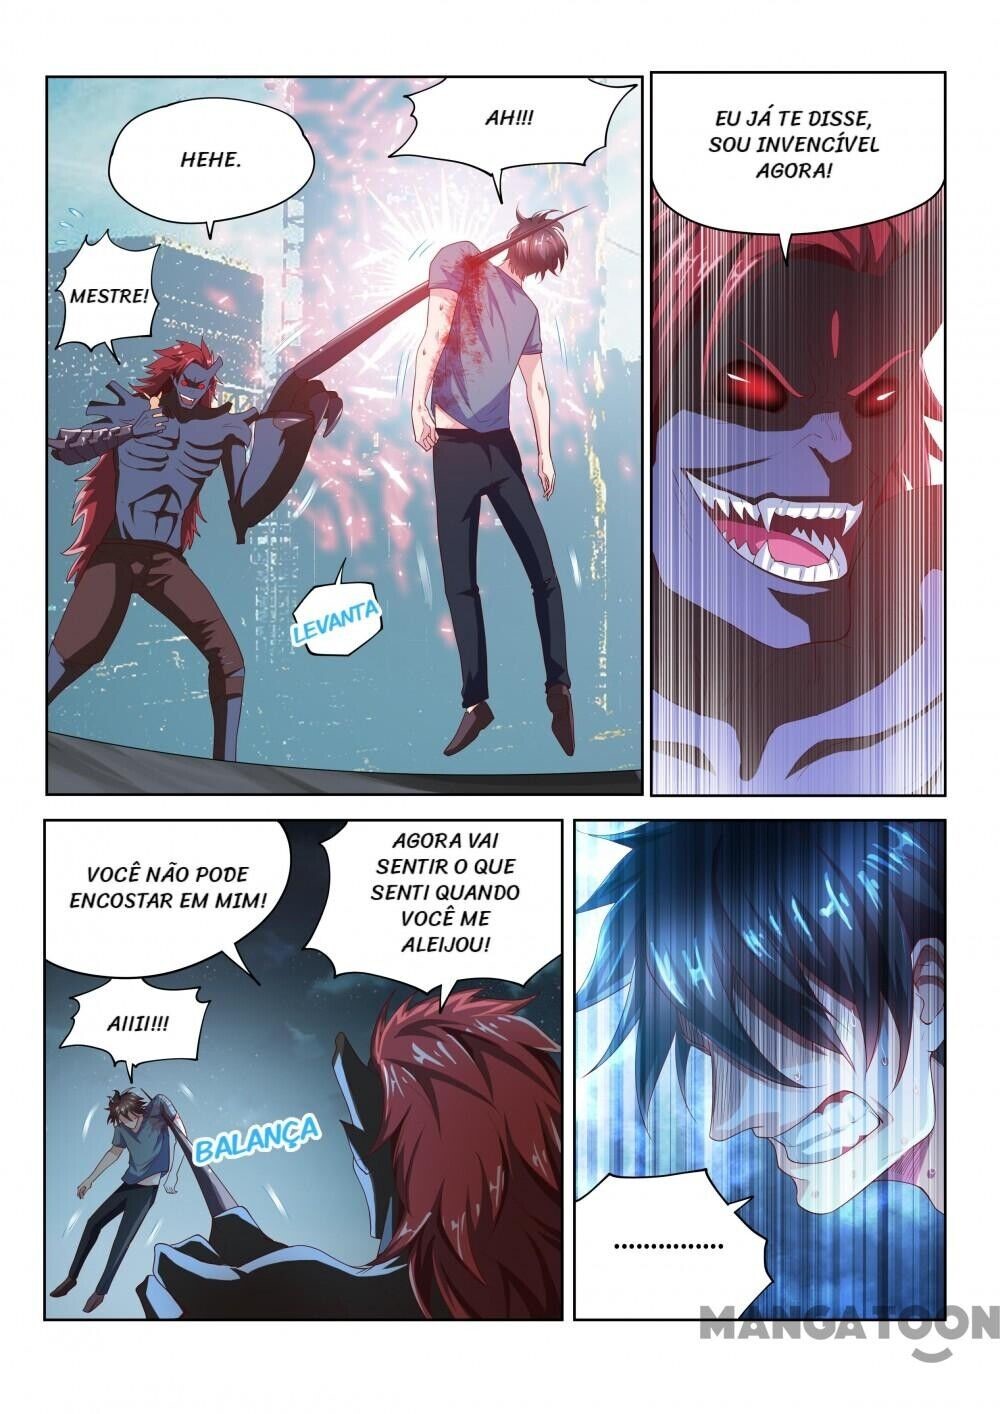 HEHE.
AH!!!
MESTRE!
LEVANTA
EU JÁ TE DISSE,
SOU INVENCÍVEL
AGORA!
VOCÊ NÃO PODE
ENCOSTAR EM MIM!
AGORA VAI
SENTIR O QUE
SENTI QUANDO
VOCÊ ME
ALEIJOU!
AIIII!!!
BALANÇA
................
MANGATOON